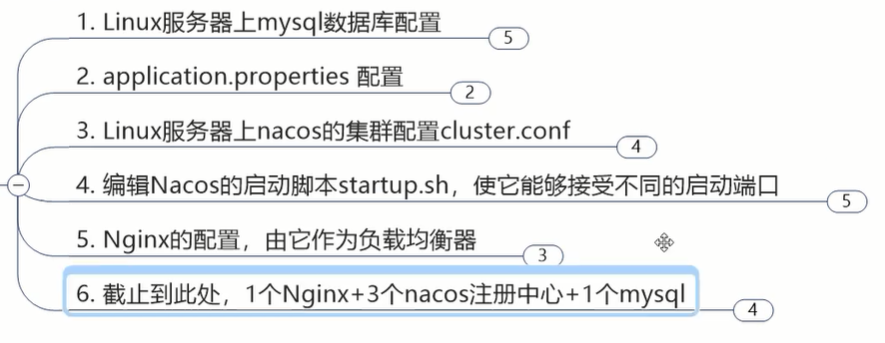 1. Linux服务器上mysql数据库配置
5
2. application.properties 配置
2
3. Linux服务器上nacos的集群配置cluster.conf
4
4. 编辑Nacos的启动脚本startup.sh，使它能够接受不同的启动端口
5
5. Nginx的配置，由它作为负载均衡器
3
6. 截止到此处，1个Nginx+3个nacos注册中心+1个mysql
4